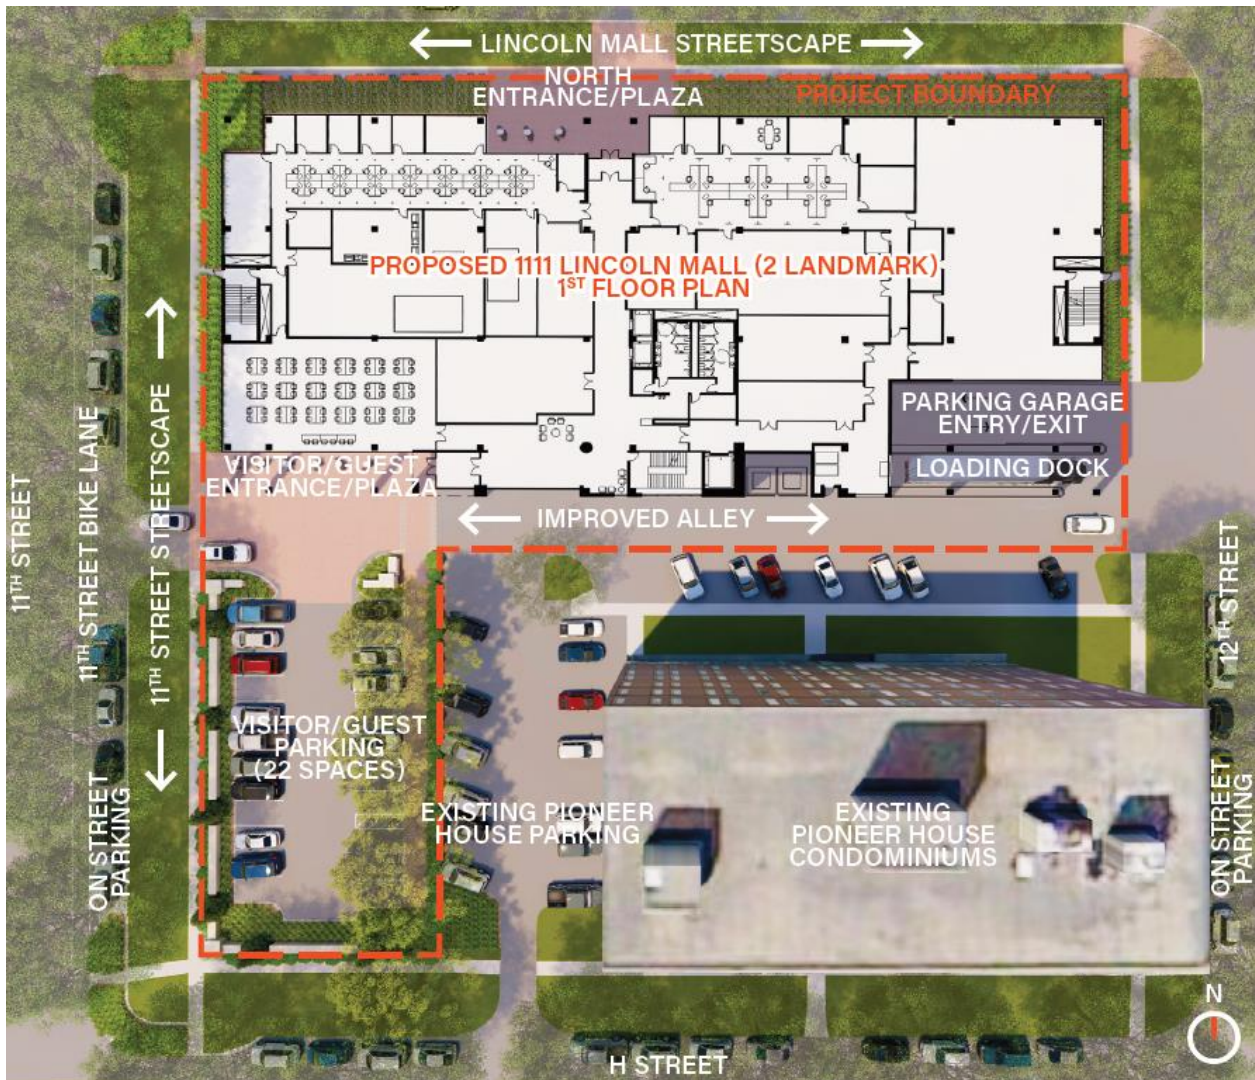 LINCOLN MALL STREETSCAPE
NORTH
ENTRANCE/PLAZA
PROJECT BOUNDARY
PROPOSED 1111 LINCOLN MALL (2 LANDMARK)
1ST FLOOR PLAN
PARKING GARAGE
ENTRY/EXIT
LOADING DOCK
VISITOR/GUEST
ENTRANCE/PLAZA
IMPROVED ALLEY
11TH STREET
11TH STREET BIKE LANE
11TH STREET STREETSCAPE
12TH STREET
VISITOR/GUEST
PARKING
(22 SPACES)
ON STREET
PARKING
EXISTING PIONEER
HOUSE PARKING
EXISTING
PIONEER HOUSE
CONDOMINIUMS
ON STREET
PARKING
N
H STREET